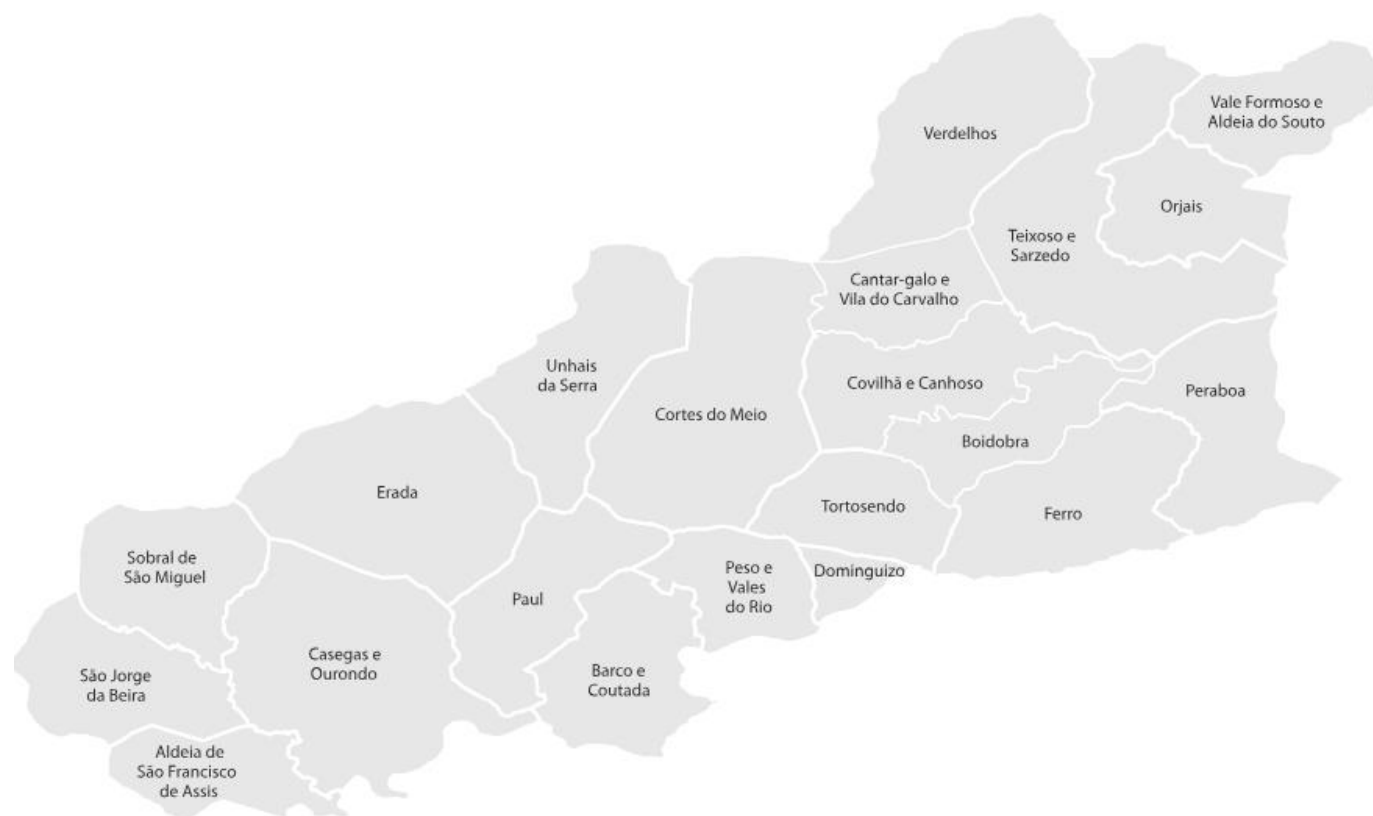 Vale Formoso e
Aldeia do Souto
Verdelhos
Orjais
Teixoso e
Sarzedo
Cantar-galo e
Vila do Carvalho
Unhais
da Serra
Covilhã e Canhoso
Peraboa
Cortes do Meio
Boidobra
Erada
Tortosendo
Ferro
Sobral de
São Miguel
Peso e
Vales
do Rio
Dominguizo
Paul
Casegas e
Ourondo
Barco e
Coutada
São Jorge
da Beira
Aldeia de
São Francisco
de Assis